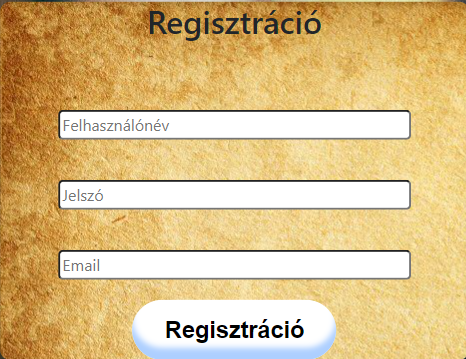 Regisztráció
Felhasználónév
Jelszó
Email
Regisztráció